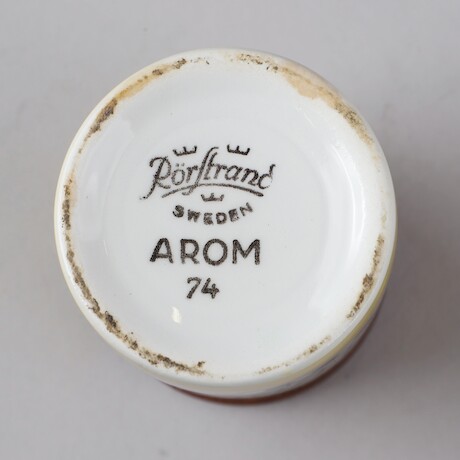 Rörstrand
SWEDEN
AROM
74